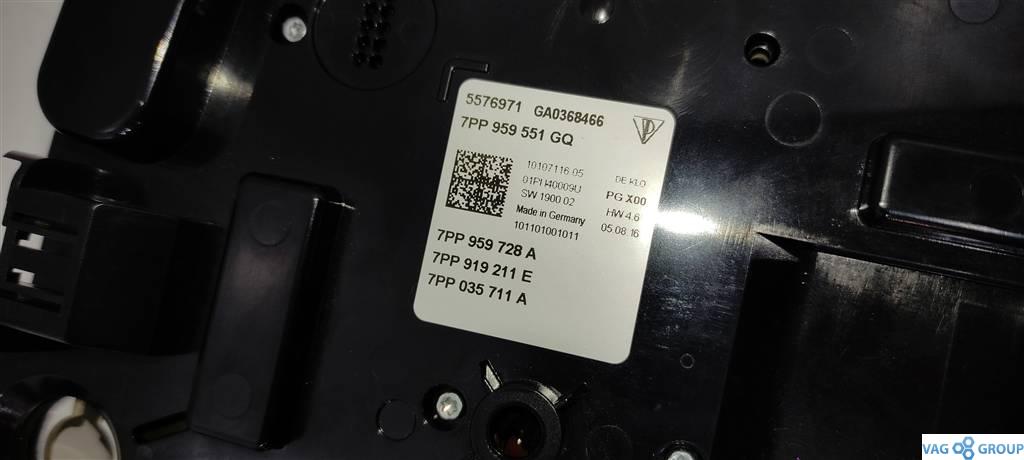 5576971 GA0368466
7PP 959 551 GQ
10107116 05 DE KLO
01PH40009U PG X00
SW 1900 02 HW 4.6
Made in Germany 05.08.16
101101001011
7PP 959 728 A
7PP 919 211 E
7PP 035 711 A
VAG GROUP